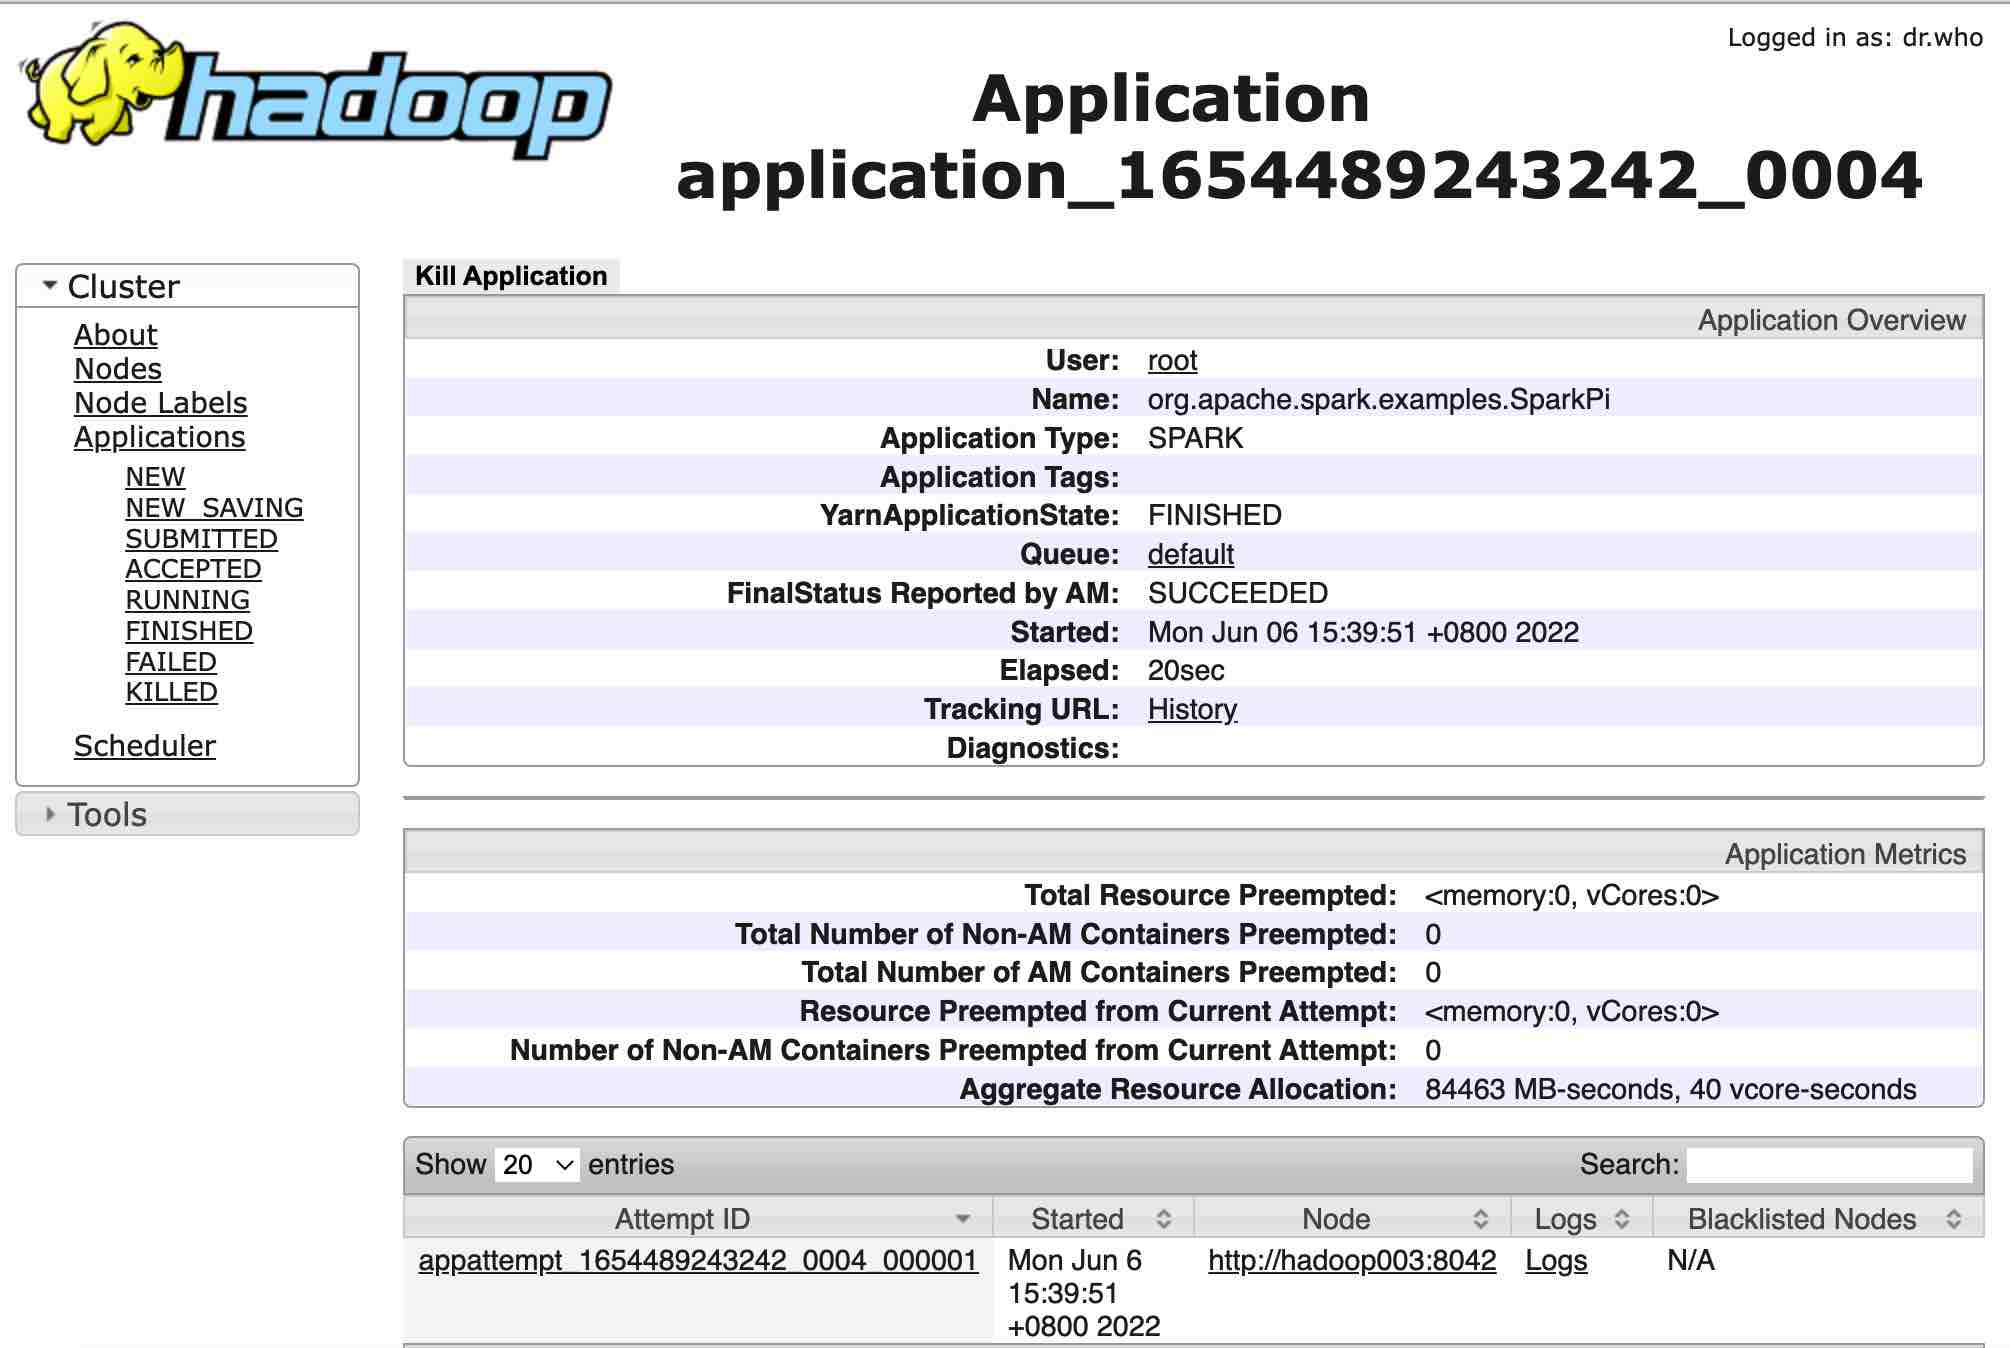 hadoop
Logged in as: dr.who
Application
application_1654489243242_0004
Cluster
About
Nodes
Node Labels
Applications
NEW
NEW_SAVING
SUBMITTED
ACCEPTED
RUNNING
FINISHED
FAILED
KILLED
Scheduler
Tools
Kill Application
Application Overview
User: root
Name: org.apache.spark.examples.SparkPi
Application Type: SPARK
Application Tags:
YarnApplicationState: FINISHED
Queue: default
FinalStatus Reported by AM: SUCCEEDED
Started: Mon Jun 06 15:39:51 +0800 2022
Elapsed: 20sec
Tracking URL: History
Diagnostics:
Application Metrics
Total Resource Preempted: <memory:0, vCores:0>
Total Number of Non-AM Containers Preempted: 0
Total Number of AM Containers Preempted: 0
Resource Preempted from Current Attempt: <memory:0, vCores:0>
Number of Non-AM Containers Preempted from Current Attempt: 0
Aggregate Resource Allocation: 84463 MB-seconds, 40 vcore-seconds
Show 20 entries Search:
Attempt ID Started Node Logs Blacklisted Nodes
appattempt_1654489243242_0004_000001 Mon Jun 6 http://hadoop003:8042 Logs N/A
15:39:51
+0800 2022